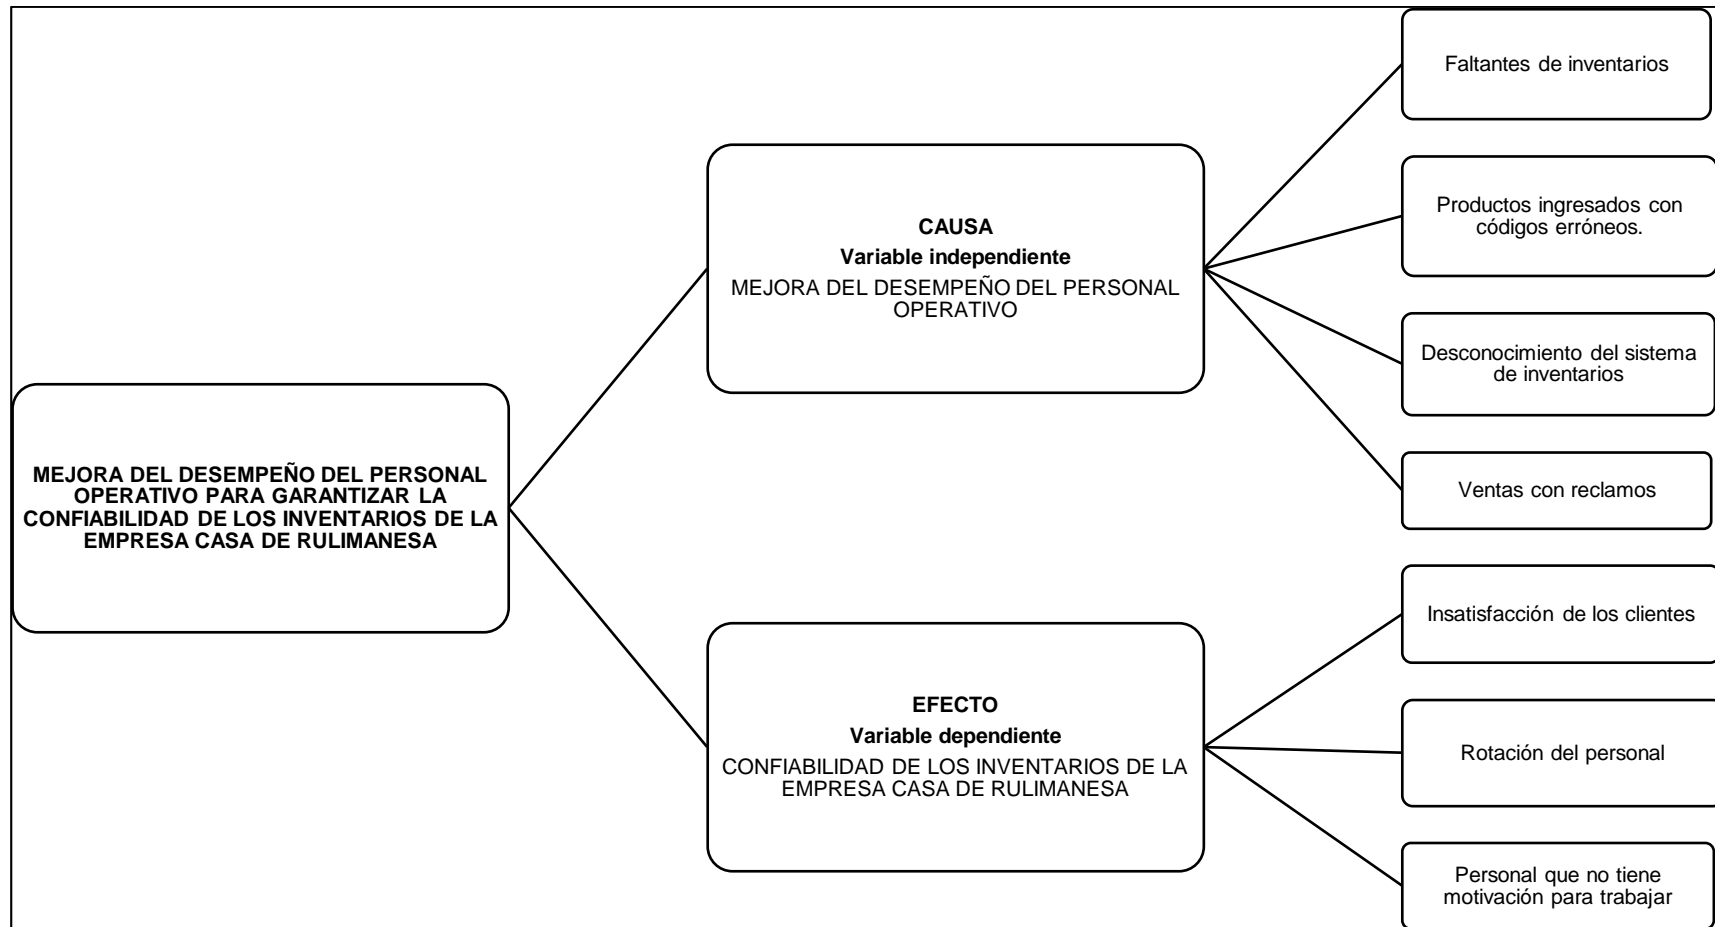 MEJORA DEL DESEMPEÑO DEL PERSONAL
OPERATIVO PARA GARANTIZAR LA
CONFIABILIDAD DE LOS INVENTARIOS DE LA
EMPRESA CASA DE RULIMANESA
CAUSA
Variable independiente
MEJORA DEL DESEMPEÑO DEL PERSONAL
OPERATIVO
Faltantes de inventarios
Productos ingresados con
códigos erróneos.
Desconocimiento del sistema
de inventarios
Ventas con reclamos
EFECTO
Variable dependiente
CONFIABILIDAD DE LOS INVENTARIOS DE LA
EMPRESA CASA DE RULIMANESA
Insatisfacción de los clientes
Rotación del personal
Personal que no tiene
motivación para trabajar